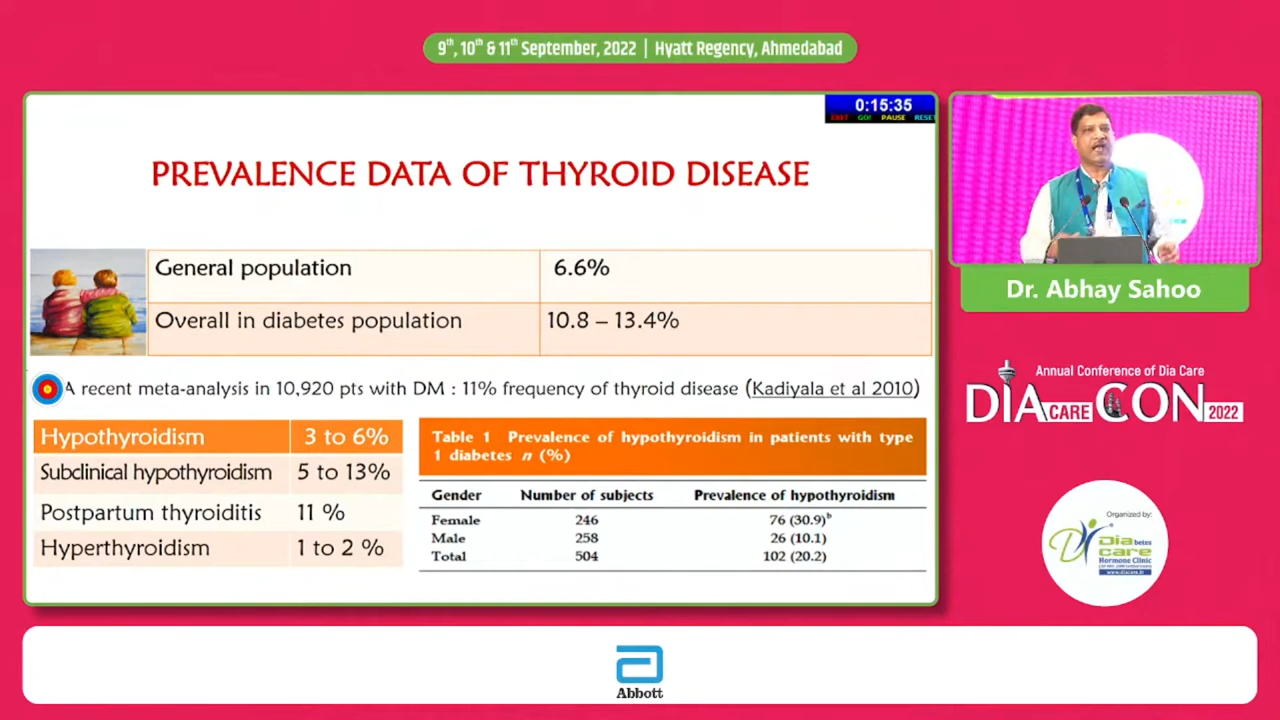 9th, 10th & 11th September, 2022 | Hyatt Regency, Ahmedabad
0:15:35
EXIT GO! PAUSE RESET
PREVALENCE DATA OF THYROID DISEASE
General population 6.6%
Overall in diabetes population 10.8 – 13.4%
A recent meta-analysis in 10,920 pts with DM : 11% frequency of thyroid disease (Kadiyala et al 2010)
Hypothyroidism 3 to 6%
Subclinical hypothyroidism 5 to 13%
Postpartum thyroiditis 11 %
Hyperthyroidism 1 to 2 %
Table 1 Prevalence of hypothyroidism in patients with type
1 diabetes n (%)
Gender Number of subjects Prevalence of hypothyroidism
Female 246 76 (30.9)b
Male 258 26 (10.1)
Total 504 102 (20.2)
Dr. Abhay Sahoo
Annual Conference of Dia Care
DIA CARE CON 2022
Organized by:
Diabetes
care
Hormone Clinic
www.diacare.in
Abbott